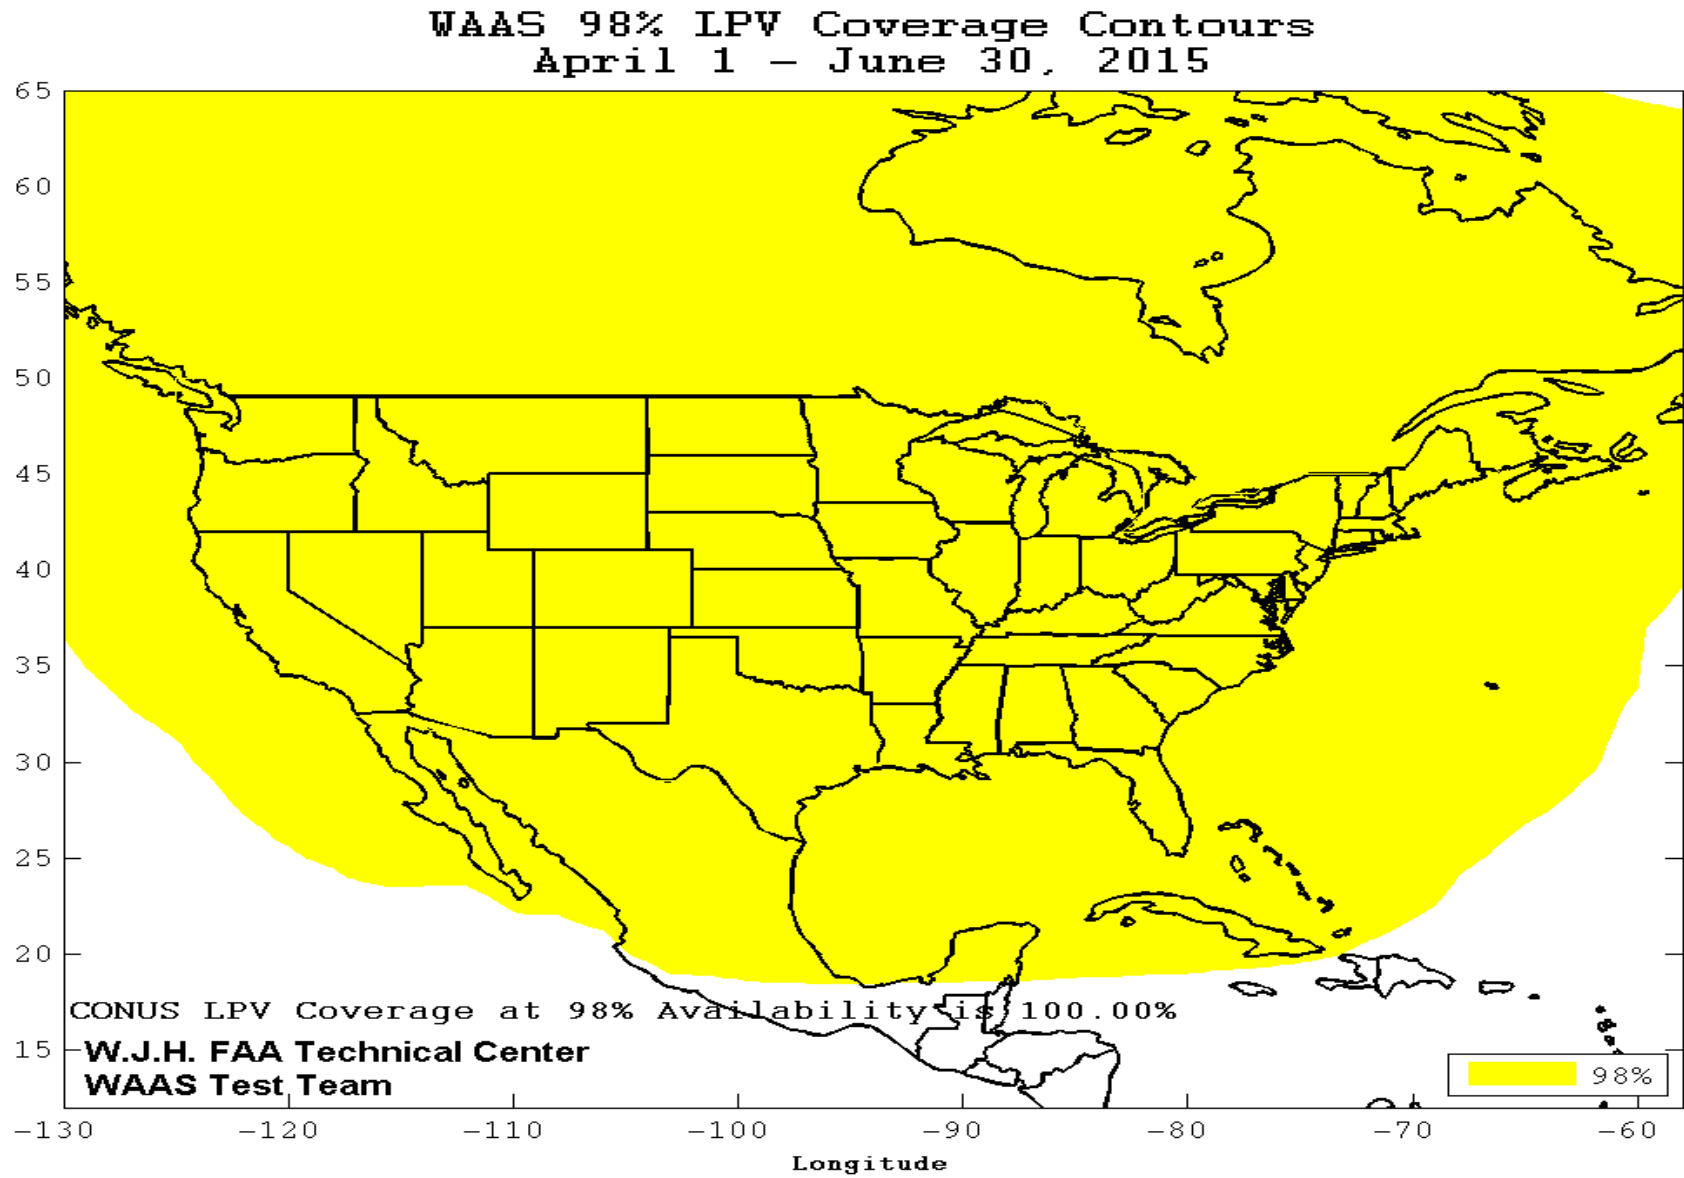 WAAS 98% LPV Coverage Contours
April 1 – June 30, 2015
65
60
55
50
45
40
35
30
25
20
15
CONUS LPV Coverage at 98% Availability is 100.00%
W.J.H. FAA Technical Center
WAAS Test Team
98%
-130 -120 -110 -100 -90 -80 -70 -60
Longitude